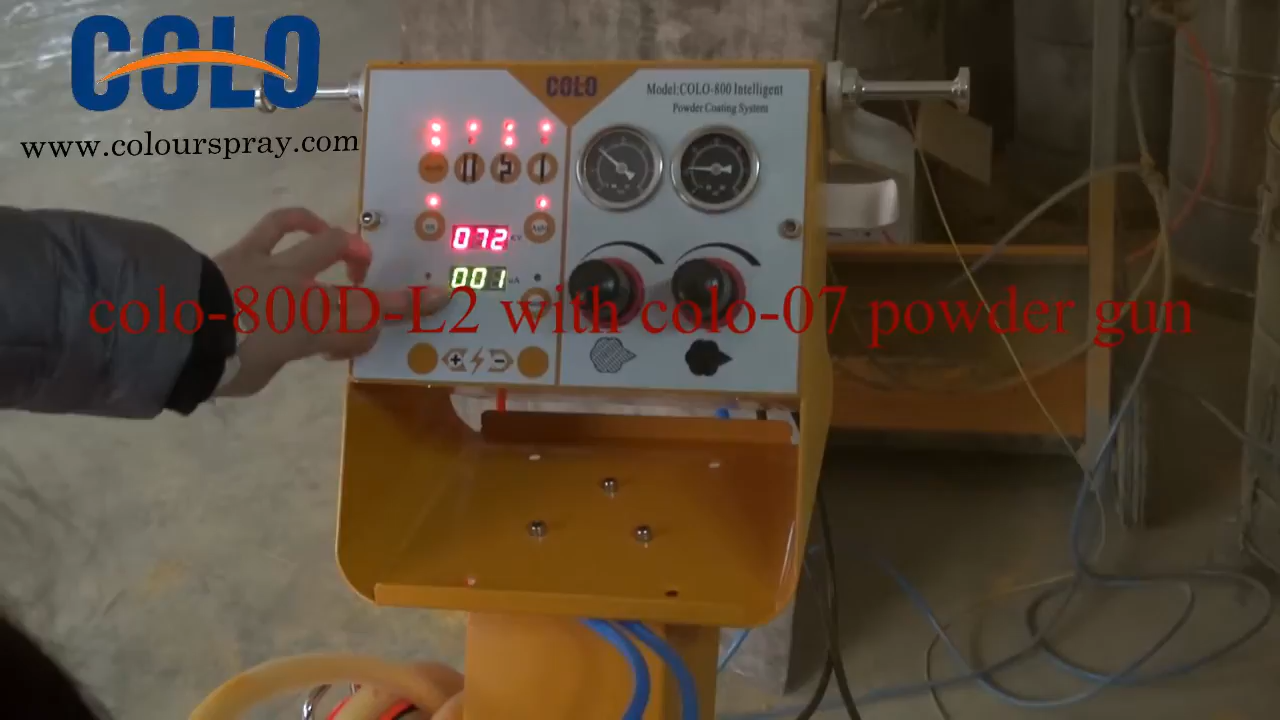 COLO
www.colourspray.com
COLO
Model:COLO-800 Intelligent
Powder Coating System
072
001
colo-800D-L2 with colo-07 powder gun